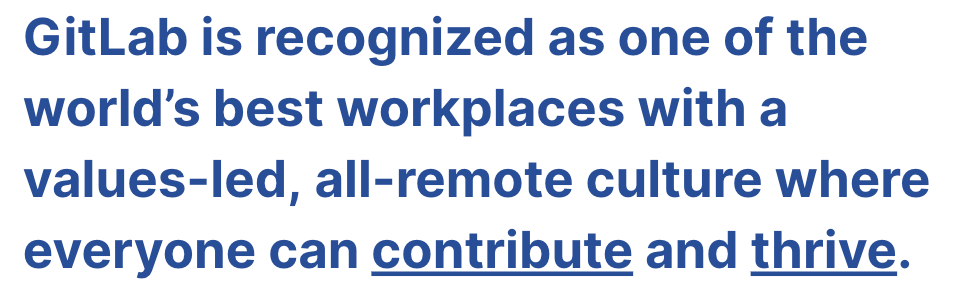 GitLab is recognized as one of the
world’s best workplaces with a
values-led, all-remote culture where
everyone can contribute and thrive.